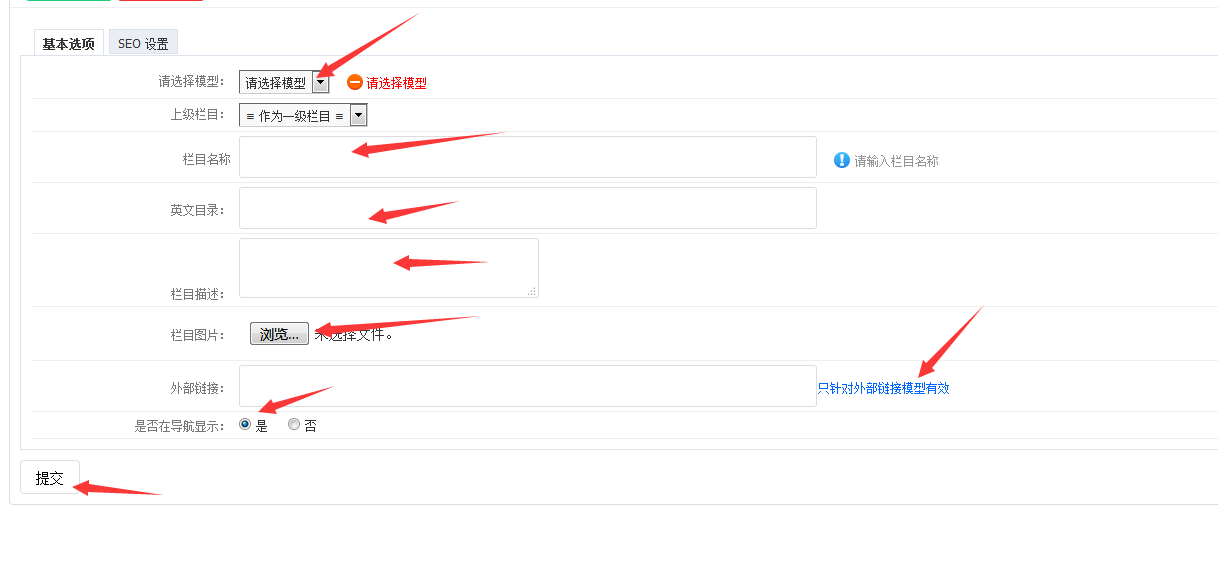 基本选项 SEO 设置
请选择模型： 请选择模型 请选择模型
上级栏目： ≡ 作为一级栏目 ≡
栏目名称 请输入栏目名称
英文目录：
栏目描述：
栏目图片： 浏览... 未选择文件。
外部链接： 只针对外部链接模型有效
是否在导航显示： 是 否
提交